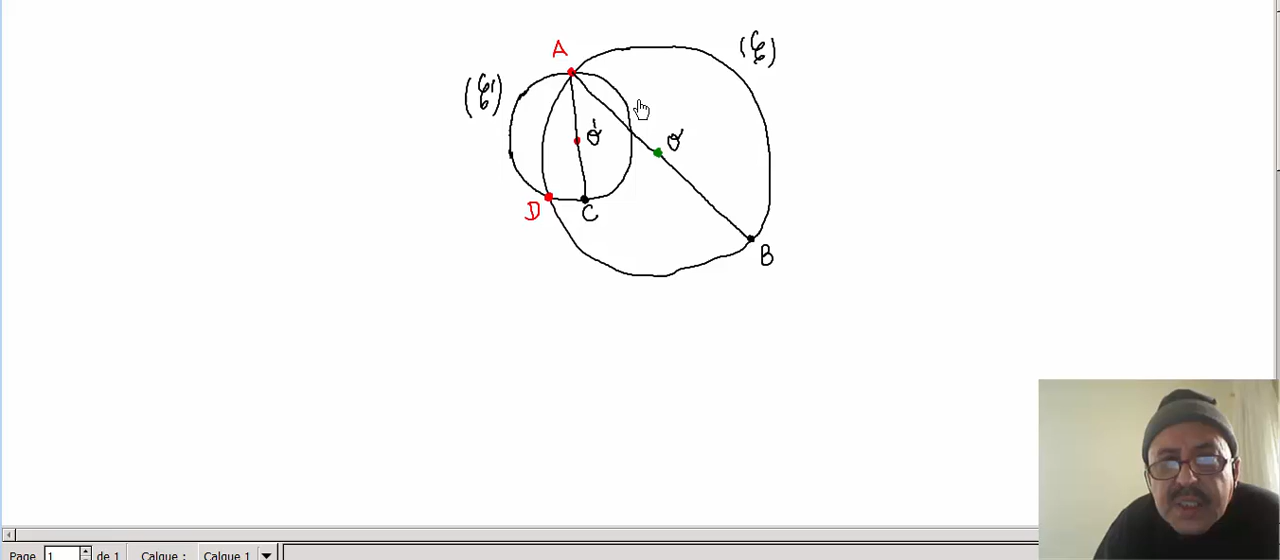 A
(𝒞)
(𝒞')
O'
O
D
C
B
Page 1 de 1 Calque : Calque 1